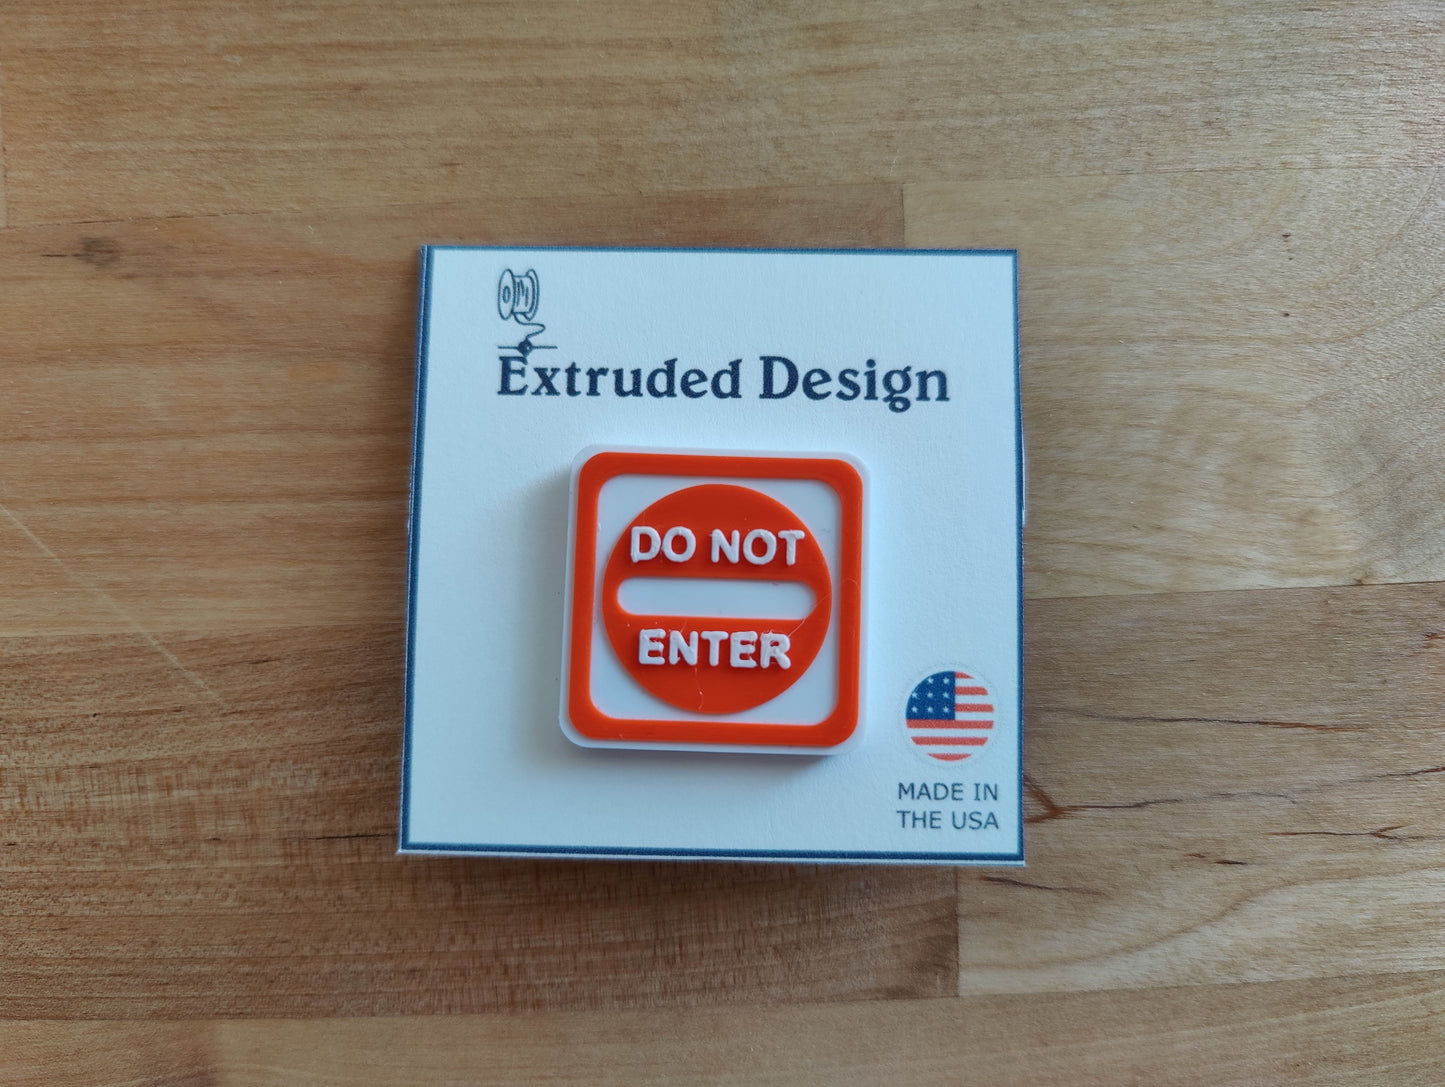 Extruded Design
DO NOT
ENTER
MADE IN
THE USA